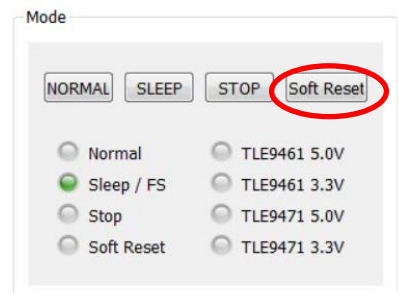 Mode
NORMAL SLEEP STOP Soft Reset
Normal TLE9461 5.0V
Sleep / FS TLE9461 3.3V
Stop TLE9471 5.0V
Soft Reset TLE9471 3.3V